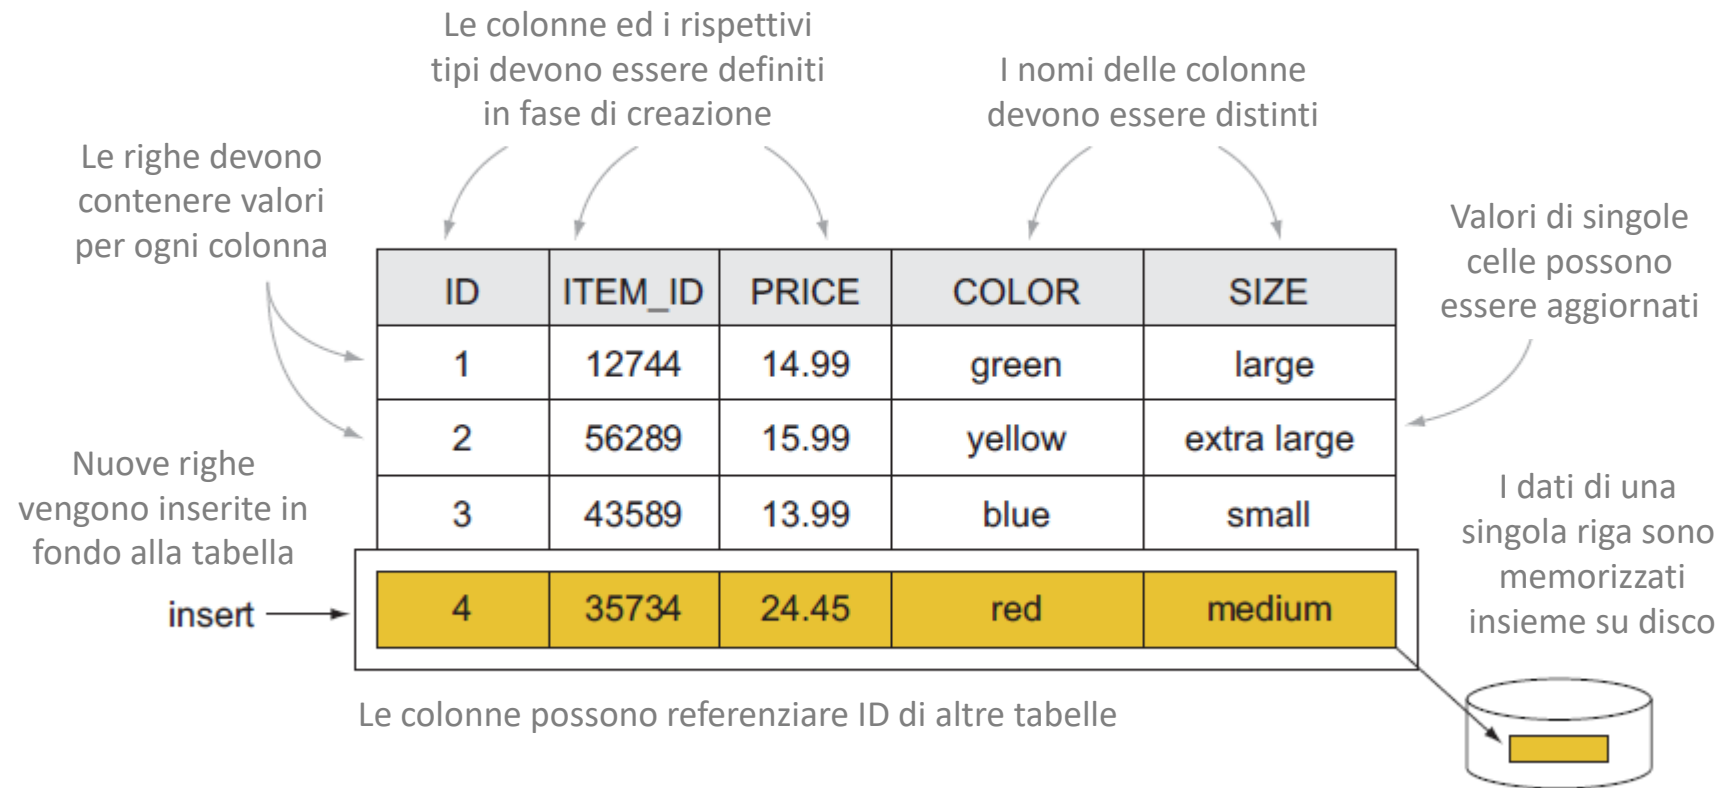 Le colonne ed i rispettivi
tipi devono essere definiti
in fase di creazione
I nomi delle colonne
devono essere distinti
Le righe devono
contenere valori
per ogni colonna
Valori di singole
celle possono
essere aggiornati
ID ITEM_ID PRICE COLOR SIZE
1 12744 14.99 green large
2 56289 15.99 yellow extra large
3 43589 13.99 blue small
Nuove righe
vengono inserite in
fondo alla tabella
I dati di una
singola riga sono
memorizzati
insieme su disco
insert
4 35734 24.45 red medium
Le colonne possono referenziare ID di altre tabelle